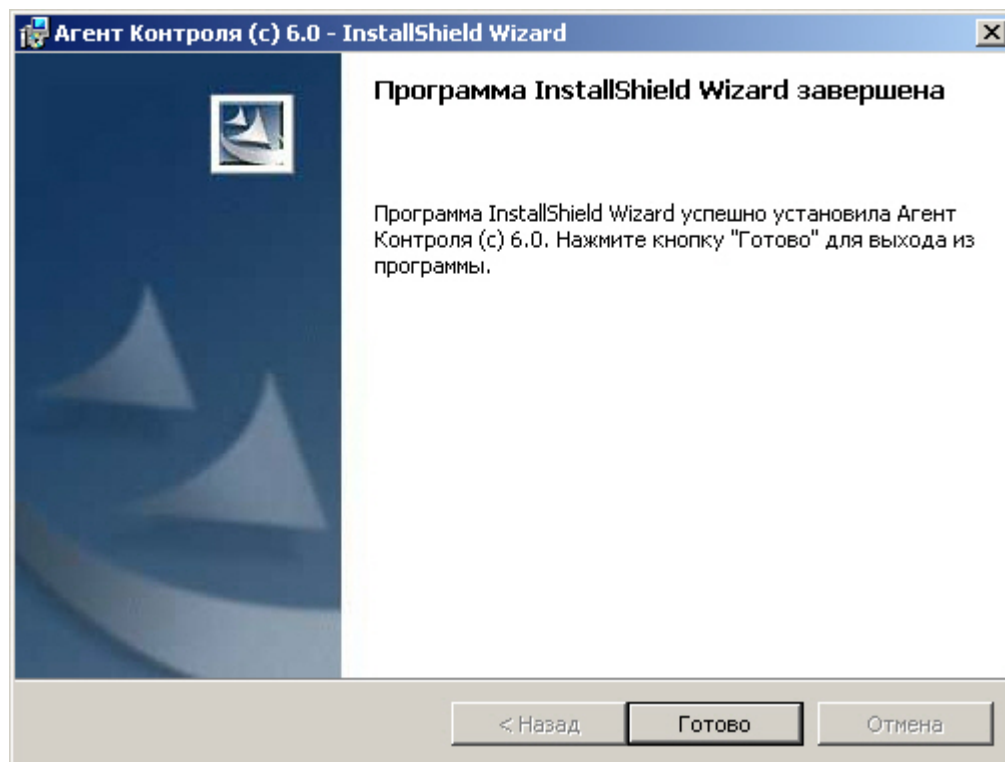 Агент Контроля (c) 6.0 - InstallShield Wizard
Программа InstallShield Wizard завершена
Программа InstallShield Wizard успешно установила Агент
Контроля (c) 6.0. Нажмите кнопку "Готово" для выхода из
программы.
< Назад
Готово
Отмена